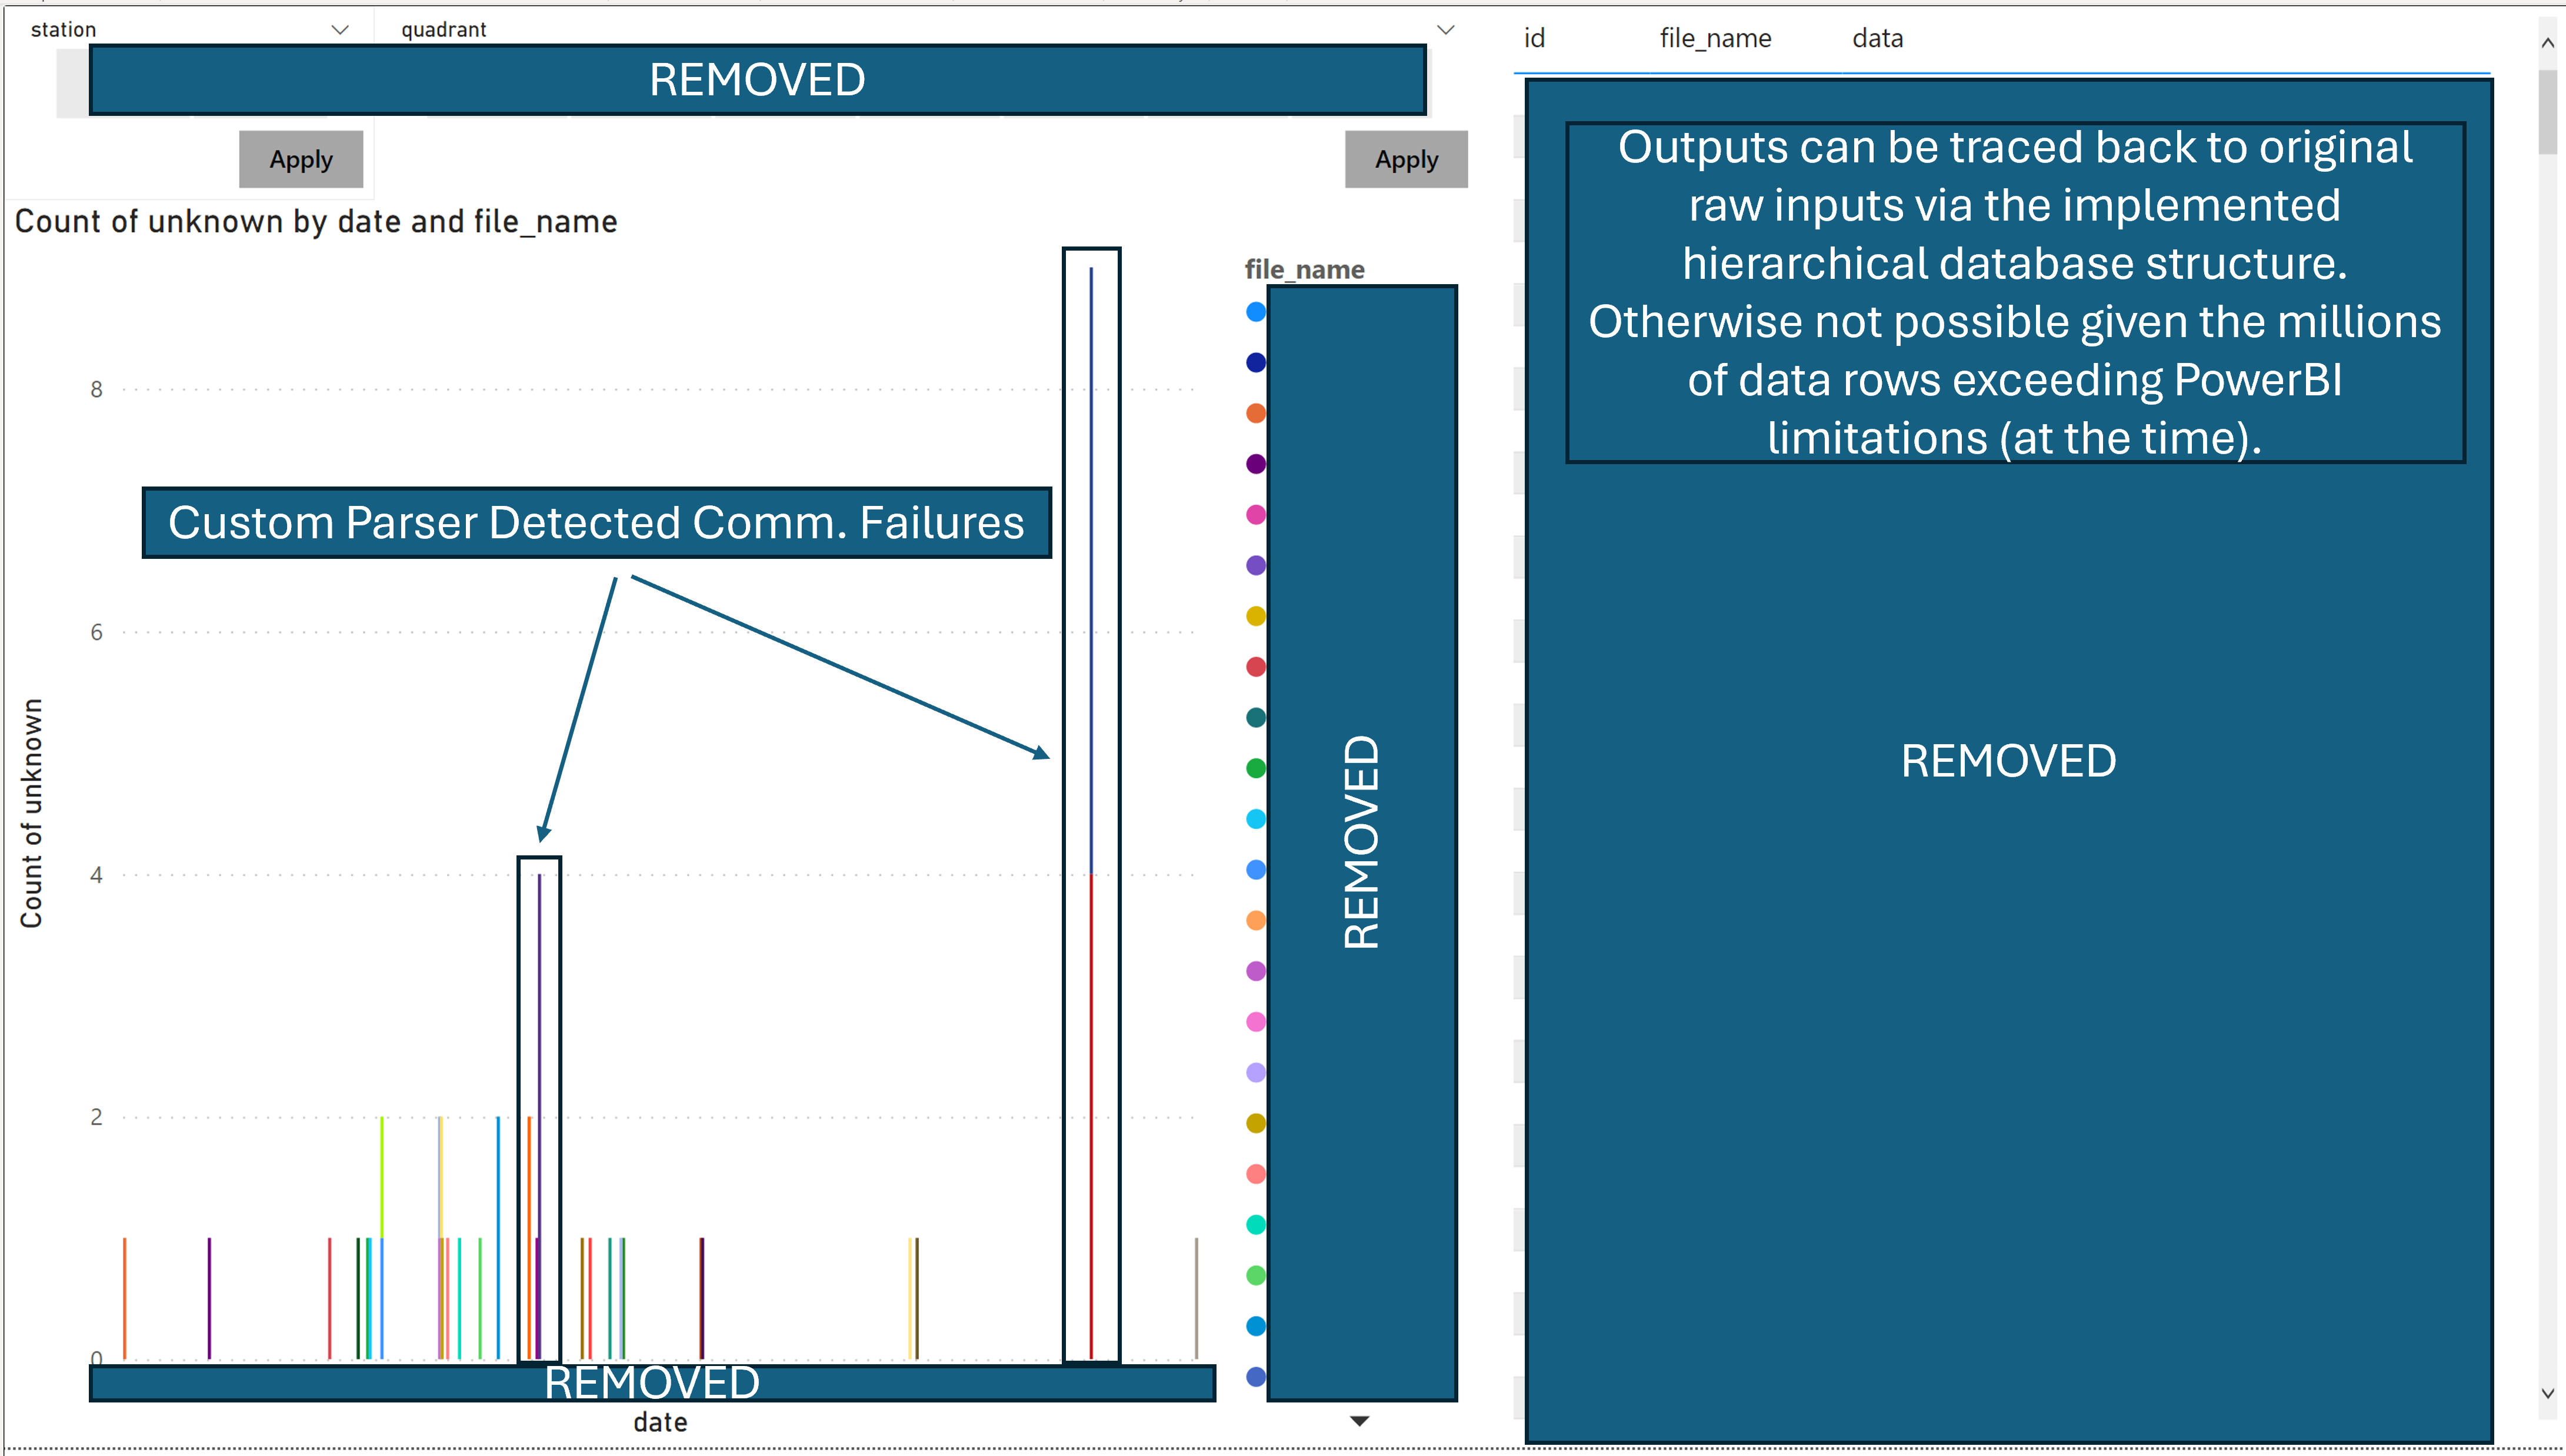 station
quadrant
REMOVED
Apply
Apply
Count of unknown by date and file_name
file_name
8
6
4
2
0
Count of unknown
Custom Parser Detected Comm. Failures
REMOVED
REMOVED
date
id
file_name
data
Outputs can be traced back to original
raw inputs via the implemented
hierarchical database structure.
Otherwise not possible given the millions
of data rows exceeding PowerBI
limitations (at the time).
REMOVED